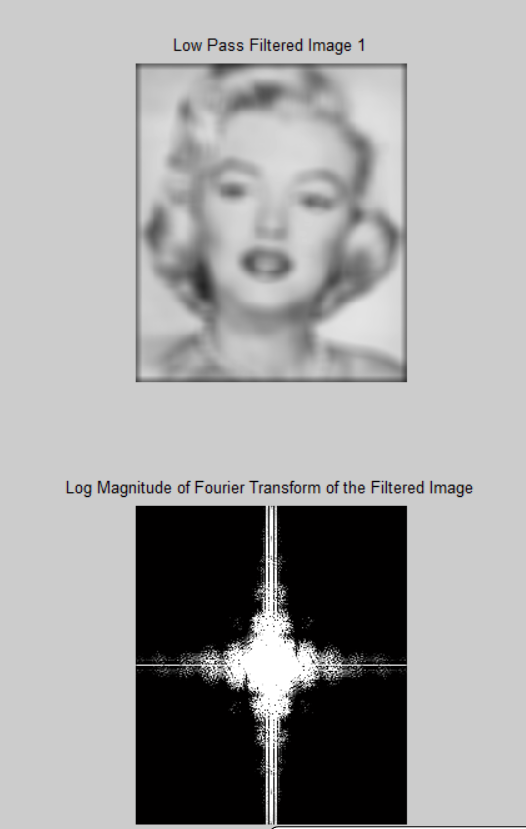 Low Pass Filtered Image 1
Log Magnitude of Fourier Transform of the Filtered Image